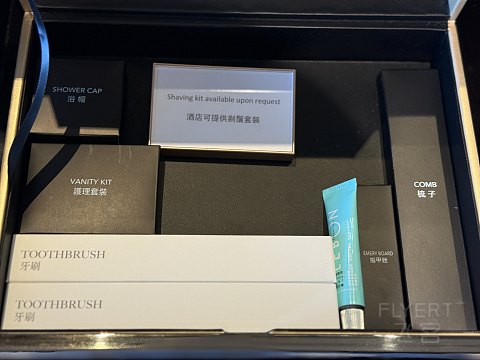 SHOWER CAP
浴帽
Shaving kit available upon request
酒店可提供剃鬚套裝
VANITY KIT
護理套裝
COMB
梳子
TOOTHBRUSH
牙刷
EMERY BOARD
指甲銼
TOOTHBRUSH
牙刷
FLYERT